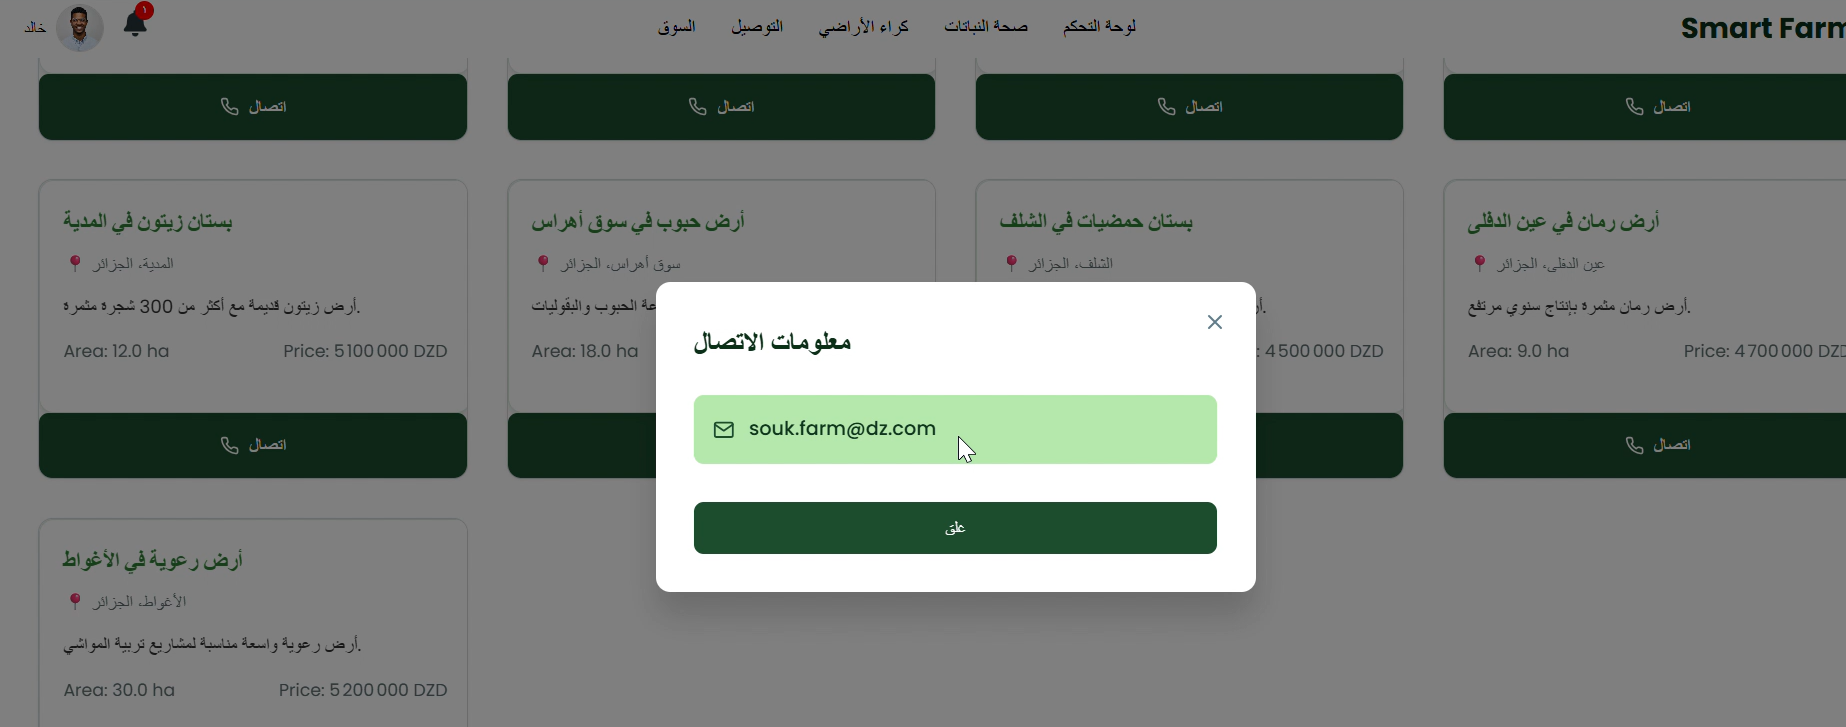 Smart Farm
لوحة التحكم
صحة النباتات
كراء الأراضي
التوصيل
السوق
١
خالد
اتصال
اتصال
اتصال
اتصال
بستان زيتون في المدية
المدية، الجزائر
أرض زيتون قديمة مع أكثر من 300 شجرة مثمرة.
Area: 12.0 ha
Price: 5 100 000 DZD
اتصال
أرض حبوب في سوق أهراس
سوق أهراس، الجزائر
الحبوب والبقوليات
Area: 18.0 ha
بستان حمضيات في الشلف
الشلف، الجزائر
: 4 500 000 DZD
أرض رمان في عين الدفلى
عين الدفلى، الجزائر
أرض رمان مثمرة بإنتاج سنوي مرتفع.
Area: 9.0 ha
Price: 4 700 000 DZD
اتصال
معلومات الاتصال
souk.farm@dz.com
غلق
أرض رعوية في الأغواط
الأغواط، الجزائر
أرض رعوية واسعة مناسبة لمشاريع تربية المواشي.
Area: 30.0 ha
Price: 5 200 000 DZD